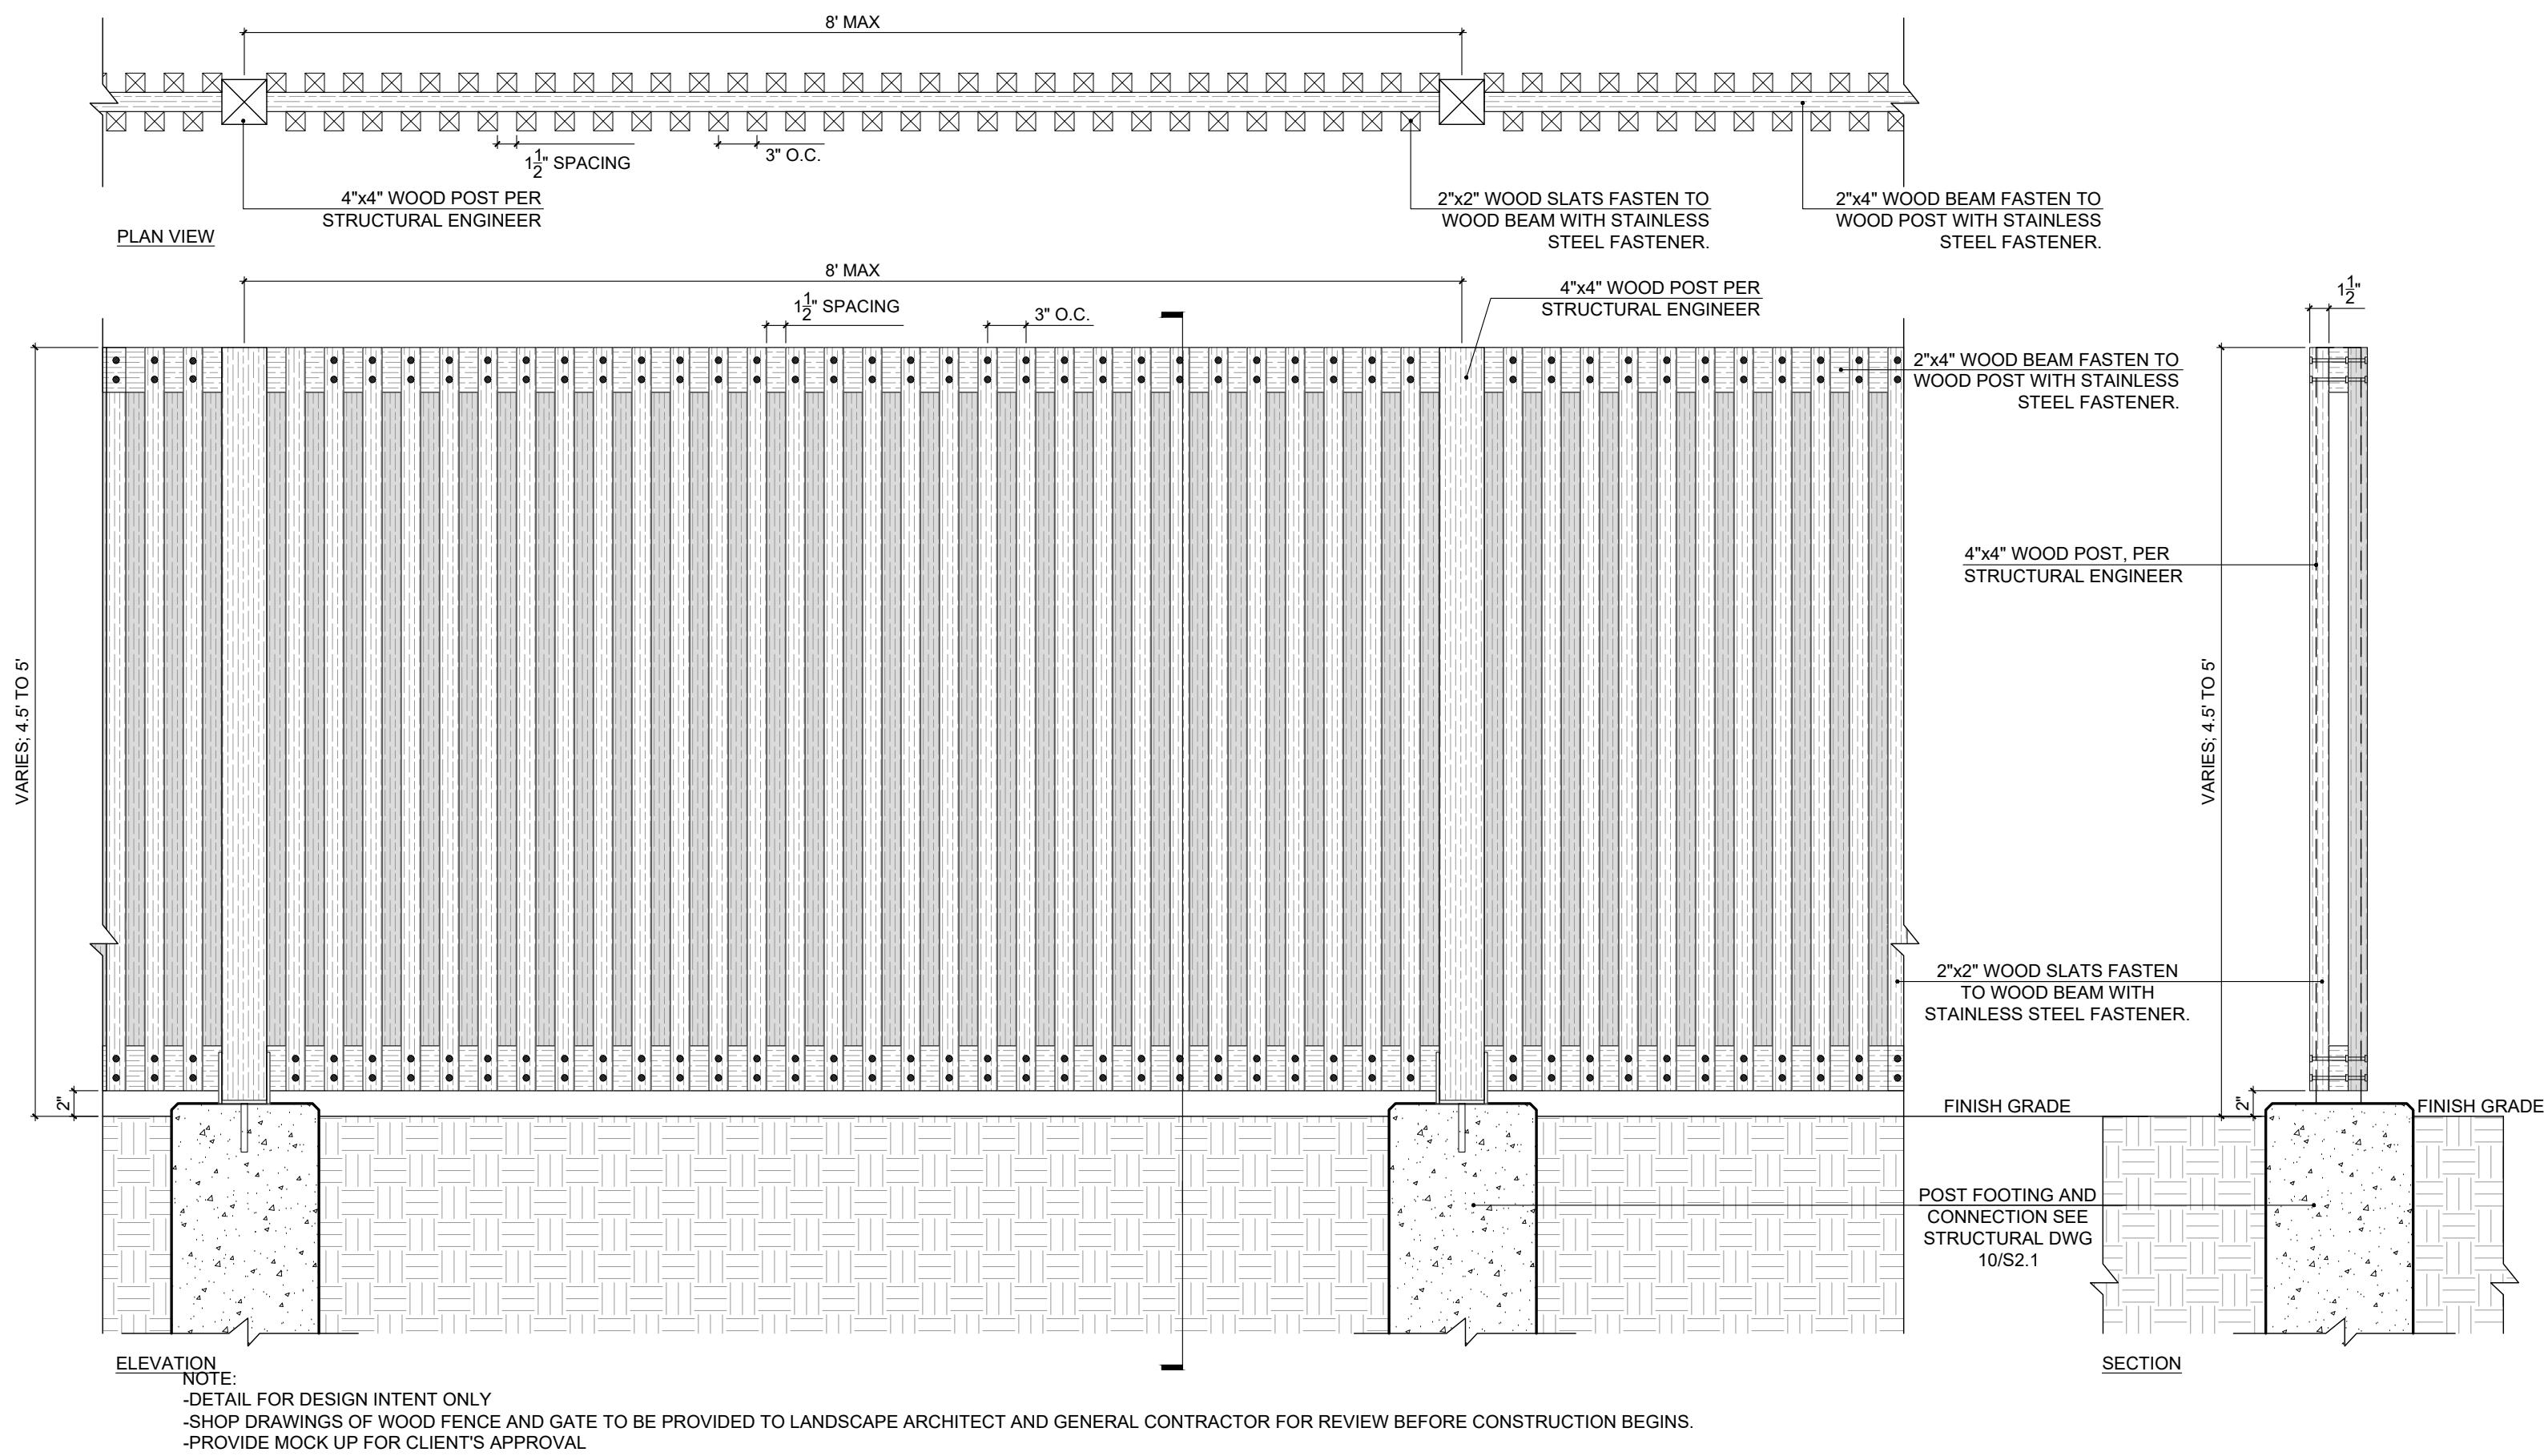 8' MAX
1 1/2" SPACING
3" O.C.
4"x4" WOOD POST PER
STRUCTURAL ENGINEER
2"x2" WOOD SLATS FASTEN TO
WOOD BEAM WITH STAINLESS
STEEL FASTENER.
2"x4" WOOD BEAM FASTEN TO
WOOD POST WITH STAINLESS
STEEL FASTENER.
PLAN VIEW
8' MAX
1 1/2" SPACING
3" O.C.
4"x4" WOOD POST PER
STRUCTURAL ENGINEER
1 1/2"
2"x4" WOOD BEAM FASTEN TO
WOOD POST WITH STAINLESS
STEEL FASTENER.
4"x4" WOOD POST, PER
STRUCTURAL ENGINEER
VARIES; 4.5' TO 5'
VARIES; 4.5' TO 5'
2"x2" WOOD SLATS FASTEN
TO WOOD BEAM WITH
STAINLESS STEEL FASTENER.
2"
2"
FINISH GRADE
FINISH GRADE
POST FOOTING AND
CONNECTION SEE
STRUCTURAL DWG
10/S2.1
ELEVATION
SECTION
NOTE:
-DETAIL FOR DESIGN INTENT ONLY
-SHOP DRAWINGS OF WOOD FENCE AND GATE TO BE PROVIDED TO LANDSCAPE ARCHITECT AND GENERAL CONTRACTOR FOR REVIEW BEFORE CONSTRUCTION BEGINS.
-PROVIDE MOCK UP FOR CLIENT'S APPROVAL